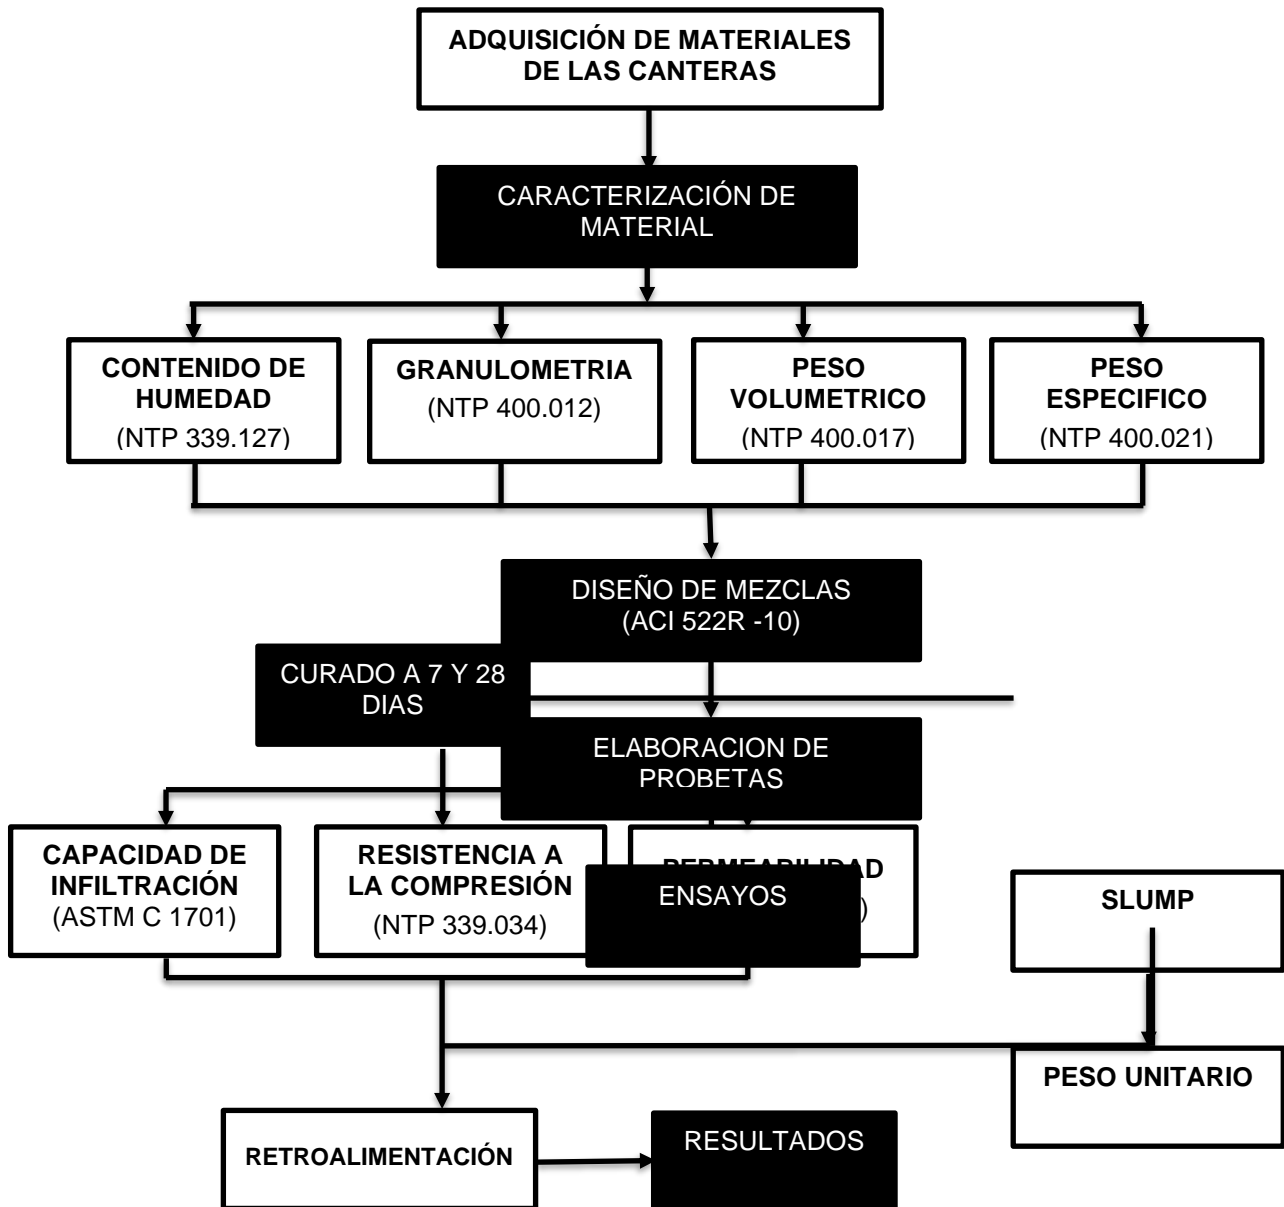 ADQUISICIÓN DE MATERIALES
DE LAS CANTERAS
CARACTERIZACIÓN DE
MATERIAL
CONTENIDO DE
HUMEDAD
(NTP 339.127)
GRANULOMETRIA
(NTP 400.012)
PESO
VOLUMETRICO
(NTP 400.017)
PESO
ESPECIFICO
(NTP 400.021)
DISEÑO DE MEZCLAS
(ACI 522R -10)
CURADO A 7 Y 28
DIAS
ELABORACION DE
PROBETAS
CAPACIDAD DE
INFILTRACIÓN
(ASTM C 1701)
RESISTENCIA A
LA COMPRESIÓN
(NTP 339.034)
PERMEABILIDAD
ENSAYOS
SLUMP
PESO UNITARIO
RETROALIMENTACIÓN
RESULTADOS